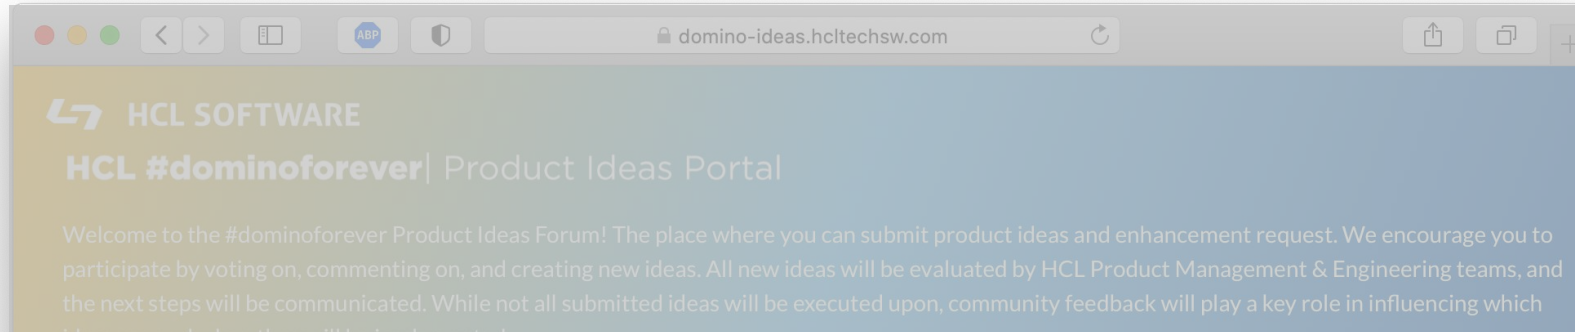 ABP
domino-ideas.hcltechsw.com
HCL SOFTWARE
HCL #dominoforever| Product Ideas Portal
Welcome to the #dominoforever Product Ideas Forum! The place where you can submit product ideas and enhancement request. We encourage you to
participate by voting on, commenting on, and creating new ideas. All new ideas will be evaluated by HCL Product Management & Engineering teams, and
the next steps will be communicated. While not all submitted ideas will be executed upon, community feedback will play a key role in influencing which